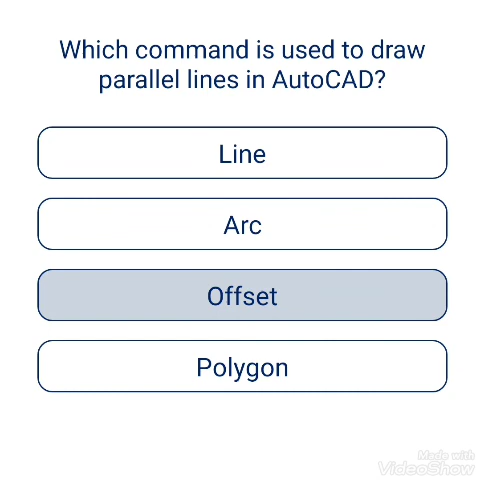 Which command is used to draw
parallel lines in AutoCAD?
Line
Arc
Offset
Polygon
Made with
VideoShow